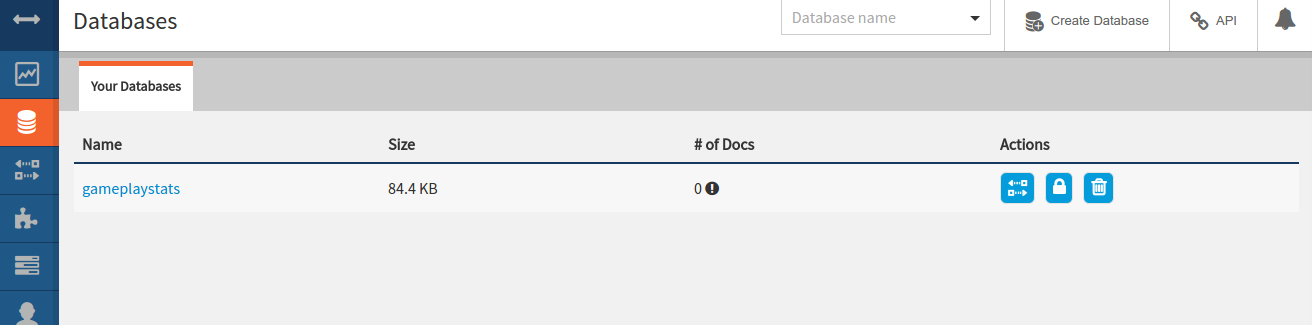 Databases
Database name
Create Database
API
Your Databases
Name Size # of Docs Actions
gameplaystats 84.4 KB 0